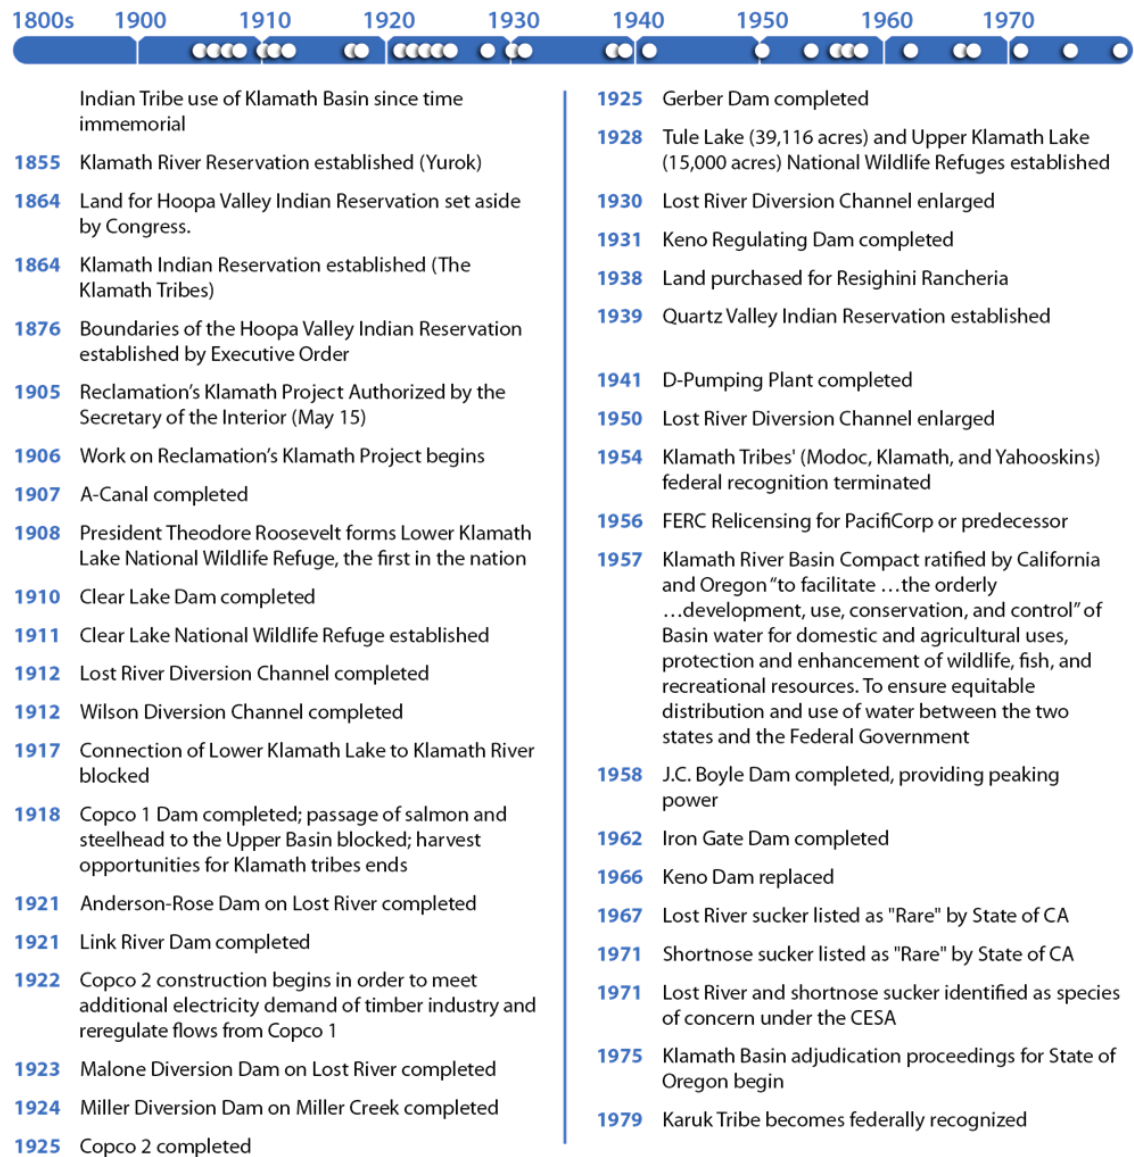 1800s 1900 1910 1920 1930 1940 1950 1960 1970
Indian Tribe use of Klamath Basin since time
immemorial
1855 Klamath River Reservation established (Yurok)
1864 Land for Hoopa Valley Indian Reservation set aside
by Congress.
1864 Klamath Indian Reservation established (The
Klamath Tribes)
1876 Boundaries of the Hoopa Valley Indian Reservation
established by Executive Order
1905 Reclamation’s Klamath Project Authorized by the
Secretary of the Interior (May 15)
1906 Work on Reclamation’s Klamath Project begins
1907 A-Canal completed
1908 President Theodore Roosevelt forms Lower Klamath
Lake National Wildlife Refuge, the first in the nation
1910 Clear Lake Dam completed
1911 Clear Lake National Wildlife Refuge established
1912 Lost River Diversion Channel completed
1912 Wilson Diversion Channel completed
1917 Connection of Lower Klamath Lake to Klamath River
blocked
1918 Copco 1 Dam completed; passage of salmon and
steelhead to the Upper Basin blocked; harvest
opportunities for Klamath tribes ends
1921 Anderson-Rose Dam on Lost River completed
1921 Link River Dam completed
1922 Copco 2 construction begins in order to meet
additional electricity demand of timber industry and
reregulate flows from Copco 1
1923 Malone Diversion Dam on Lost River completed
1924 Miller Diversion Dam on Miller Creek completed
1925 Copco 2 completed
1925 Gerber Dam completed
1928 Tule Lake (39,116 acres) and Upper Klamath Lake
(15,000 acres) National Wildlife Refuges established
1930 Lost River Diversion Channel enlarged
1931 Keno Regulating Dam completed
1938 Land purchased for Resighini Rancheria
1939 Quartz Valley Indian Reservation established
1941 D-Pumping Plant completed
1950 Lost River Diversion Channel enlarged
1954 Klamath Tribes' (Modoc, Klamath, and Yahooskins)
federal recognition terminated
1956 FERC Relicensing for PacifiCorp or predecessor
1957 Klamath River Basin Compact ratified by California
and Oregon “to facilitate …the orderly
…development, use, conservation, and control” of
Basin water for domestic and agricultural uses,
protection and enhancement of wildlife, fish, and
recreational resources. To ensure equitable
distribution and use of water between the two
states and the Federal Government
1958 J.C. Boyle Dam completed, providing peaking
power
1962 Iron Gate Dam completed
1966 Keno Dam replaced
1967 Lost River sucker listed as "Rare" by State of CA
1971 Shortnose sucker listed as "Rare" by State of CA
1971 Lost River and shortnose sucker identified as species
of concern under the CESA
1975 Klamath Basin adjudication proceedings for State of
Oregon begin
1979 Karuk Tribe becomes federally recognized